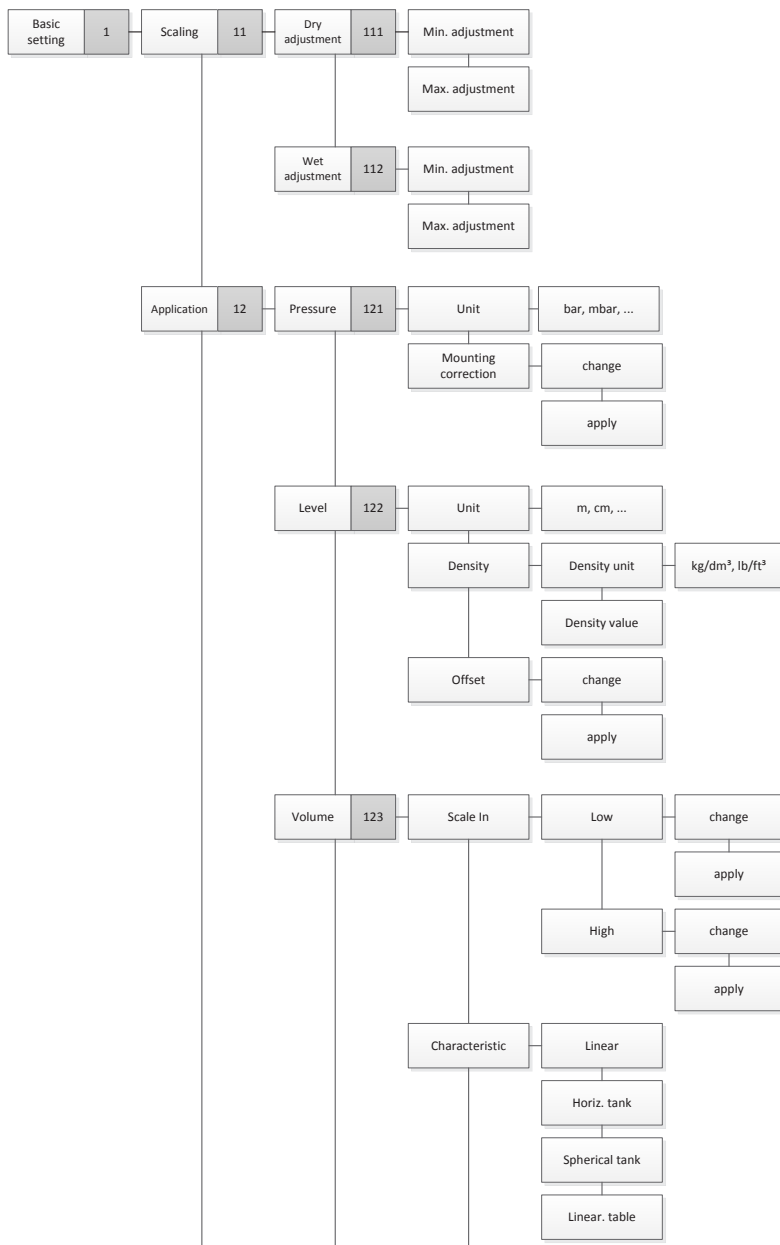 Basic
setting
1
Scaling
11
Dry
adjustment
111
Min. adjustment
Max. adjustment
Wet
adjustment
112
Min. adjustment
Max. adjustment
Application
12
Pressure
121
Unit
bar, mbar, ...
Mounting
correction
change
apply
Level
122
Unit
m, cm, ...
Density
Density unit
kg/dm³, lb/ft³
Density value
Offset
change
apply
Volume
123
Scale In
Low
change
apply
High
change
apply
Characteristic
Linear
Horiz. tank
Spherical tank
Linear. table